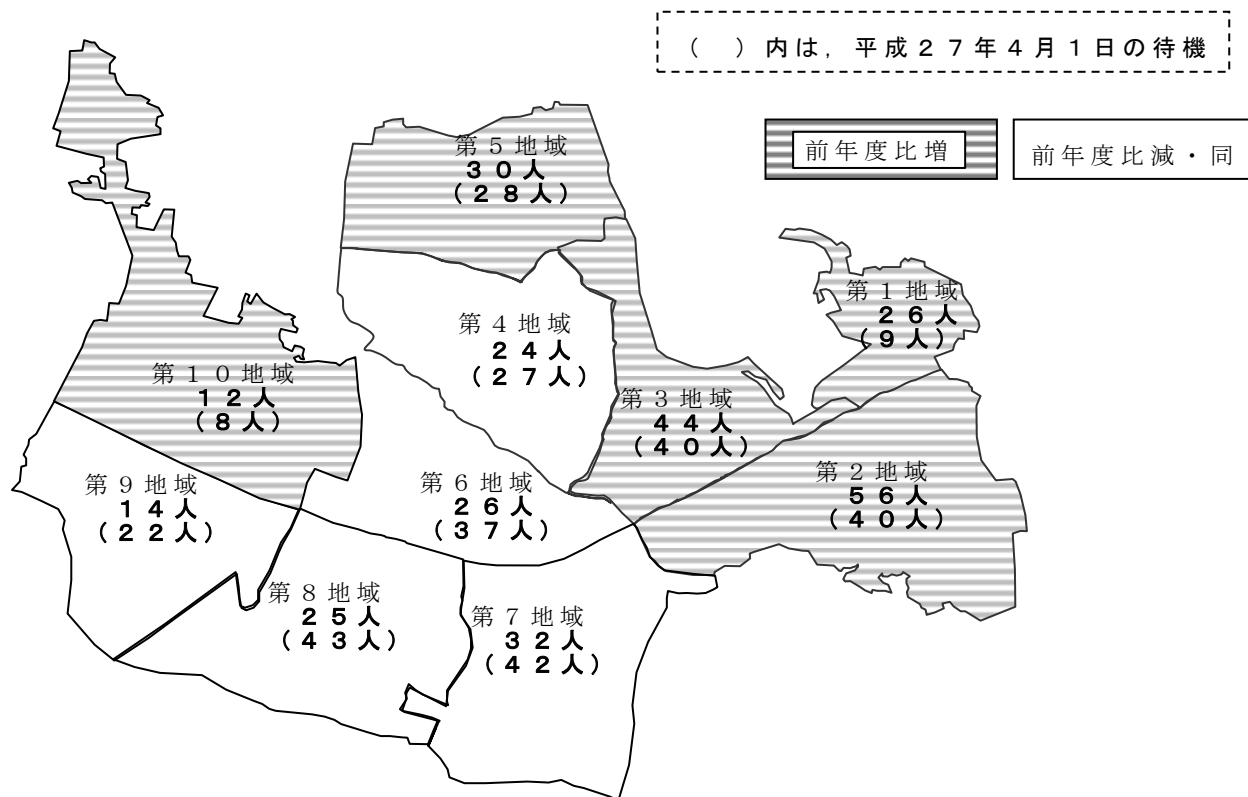 （　）内は，平成２７年４月１日の待機
前年度比増
前年度比減・同
第５地域
３０人
（２８人）
第１地域
２６人
（９人）
第４地域
２４人
（２７人）
第１０地域
１２人
（８人）
第３地域
４４人
（４０人）
第２地域
５６人
（４０人）
第９地域
１４人
（２２人）
第６地域
２６人
（３７人）
第８地域
２５人
（４３人）
第７地域
３２人
（４２人）